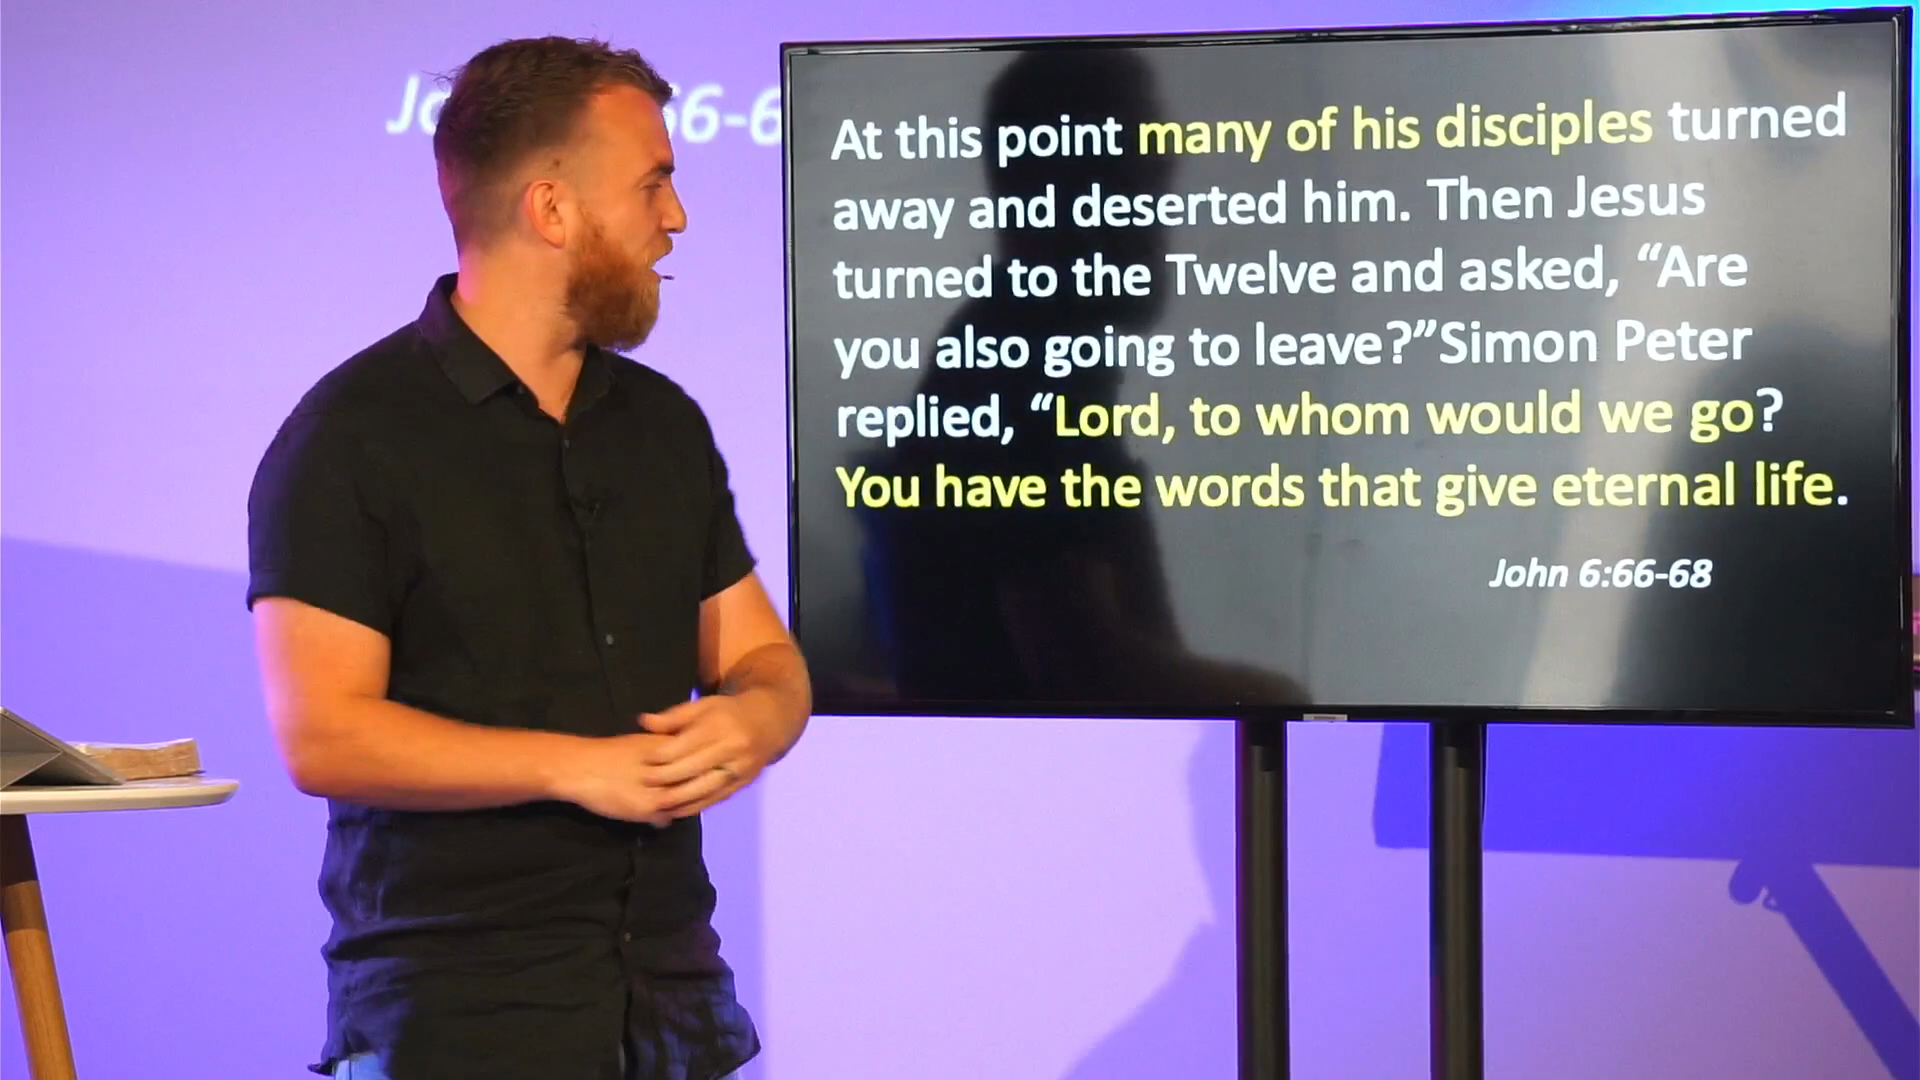 At this point many of his disciples turned
away and deserted him. Then Jesus
turned to the Twelve and asked, “Are
you also going to leave?”Simon Peter
replied, “Lord, to whom would we go?
You have the words that give eternal life.
John 6:66-68